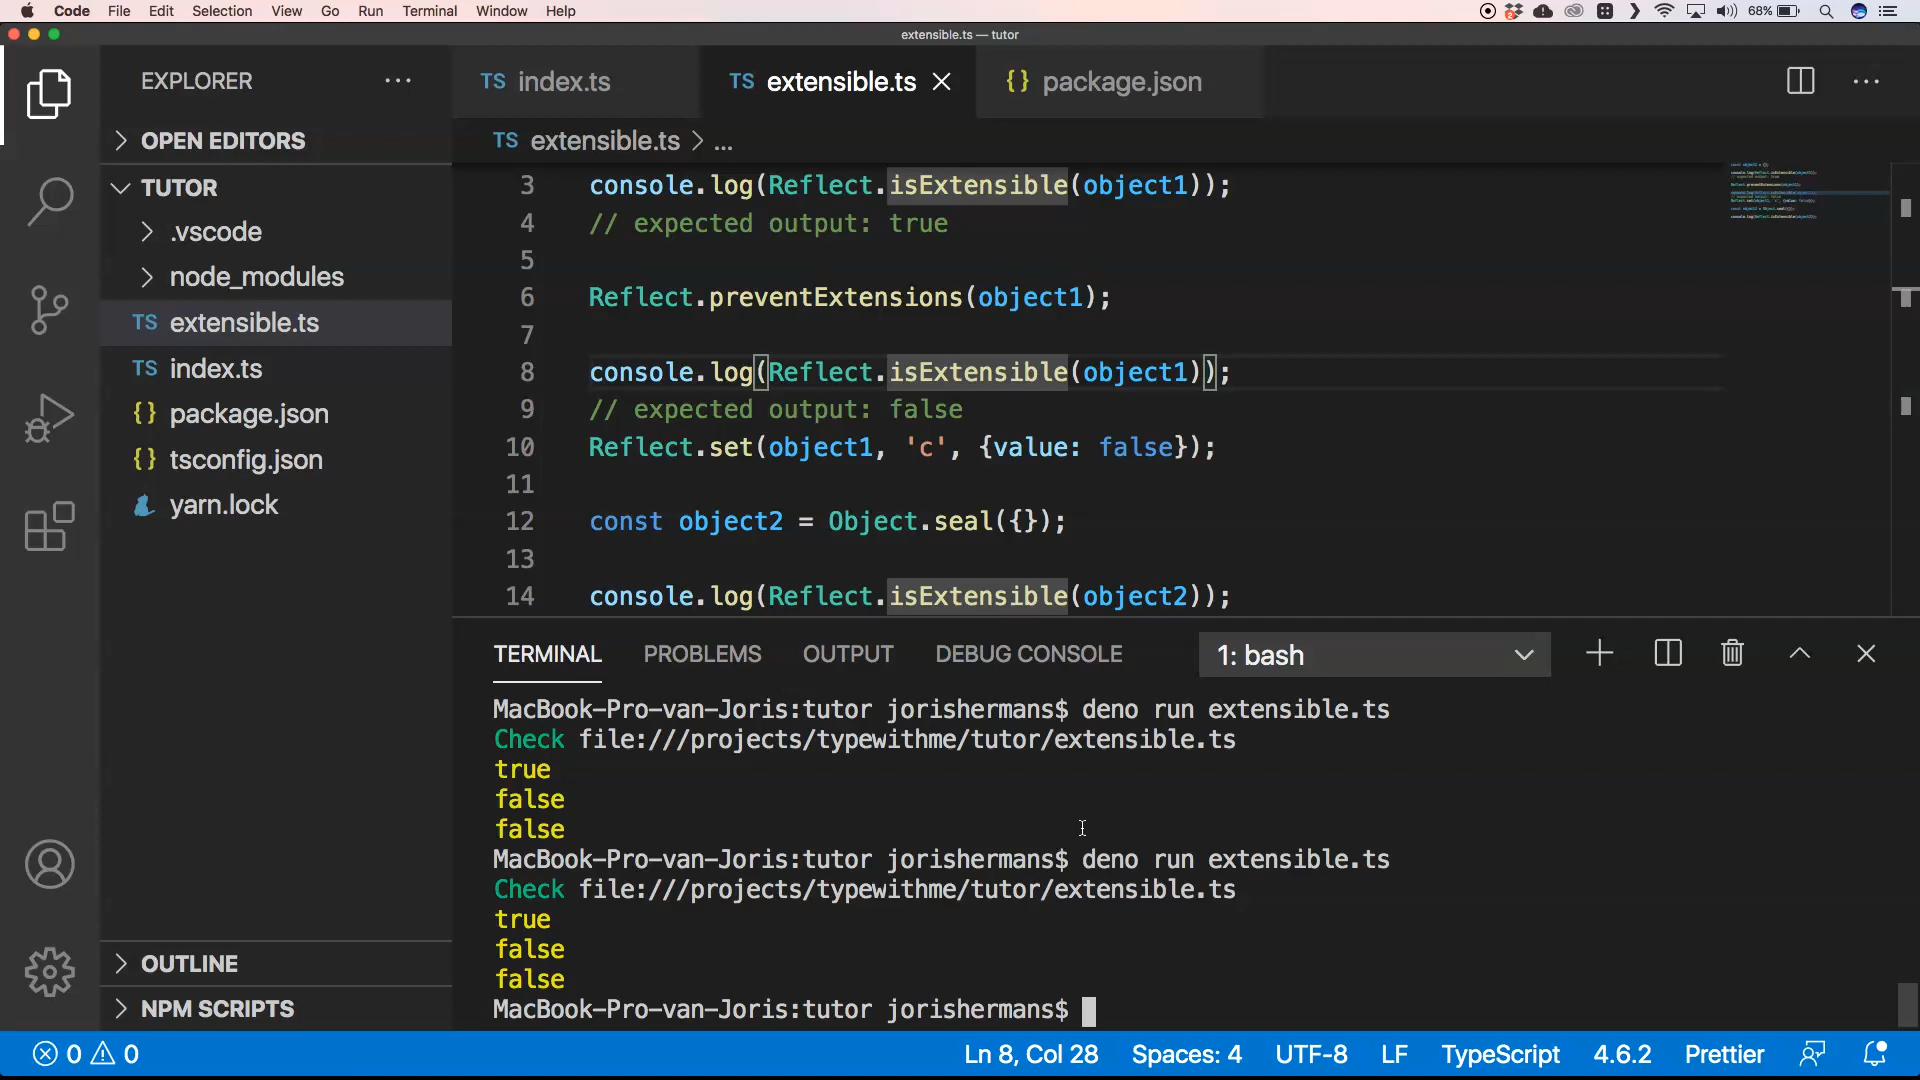 Code File Edit Selection View Go Run Terminal Window Help 68%
extensible.ts — tutor
EXPLORER
OPEN EDITORS
TUTOR
.vscode
node_modules
TS extensible.ts
TS index.ts
{} package.json
{} tsconfig.json
yarn.lock
OUTLINE
NPM SCRIPTS
TS index.ts TS extensible.ts {} package.json
TS extensible.ts > ...
3 console.log(Reflect.isExtensible(object1));
4 // expected output: true
5
6 Reflect.preventExtensions(object1);
7
8 console.log(Reflect.isExtensible(object1));
9 // expected output: false
10 Reflect.set(object1, 'c', {value: false});
11
12 const object2 = Object.seal({});
13
14 console.log(Reflect.isExtensible(object2));
TERMINAL PROBLEMS OUTPUT DEBUG CONSOLE 1: bash
MacBook-Pro-van-Joris:tutor jorishermans$ deno run extensible.ts
Check file:///projects/typewithme/tutor/extensible.ts
true
false
false
MacBook-Pro-van-Joris:tutor jorishermans$ deno run extensible.ts
Check file:///projects/typewithme/tutor/extensible.ts
true
false
false
MacBook-Pro-van-Joris:tutor jorishermans$
0 0 Ln 8, Col 28 Spaces: 4 UTF-8 LF TypeScript 4.6.2 Prettier